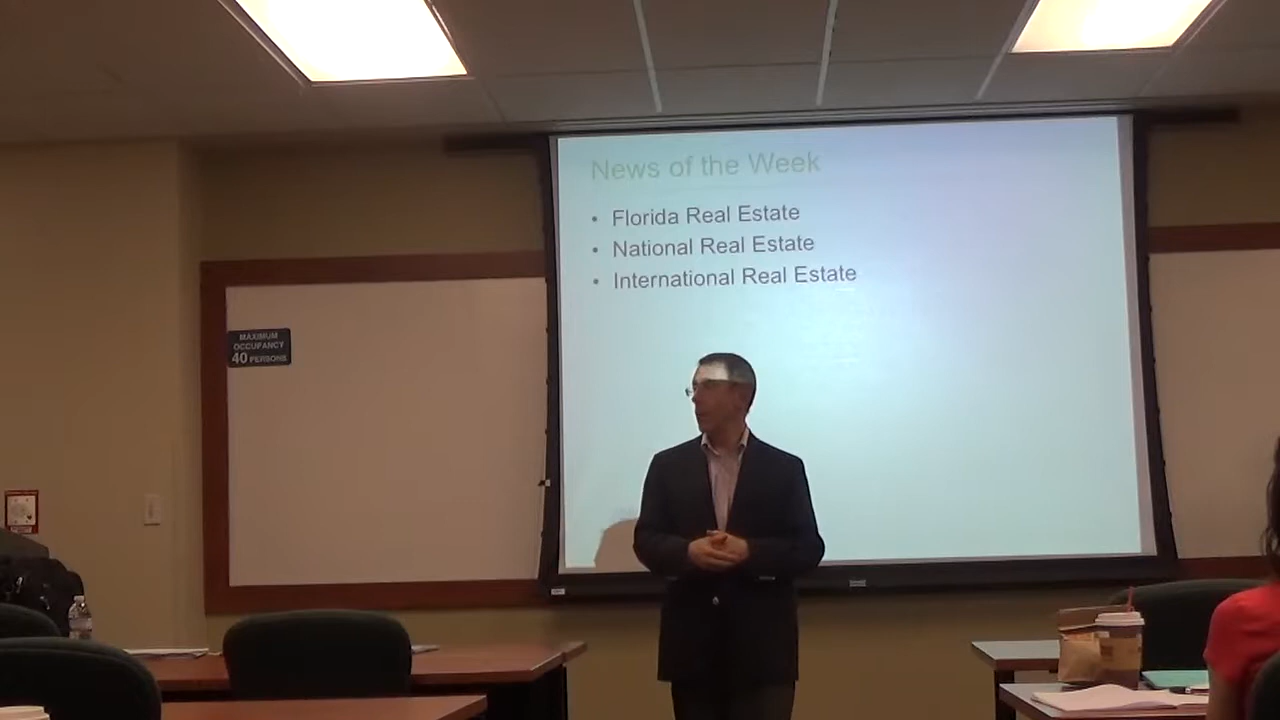 News of the Week
• Florida Real Estate
• National Real Estate
• International Real Estate
MAXIMUM
OCCUPANCY
40 PERSONS